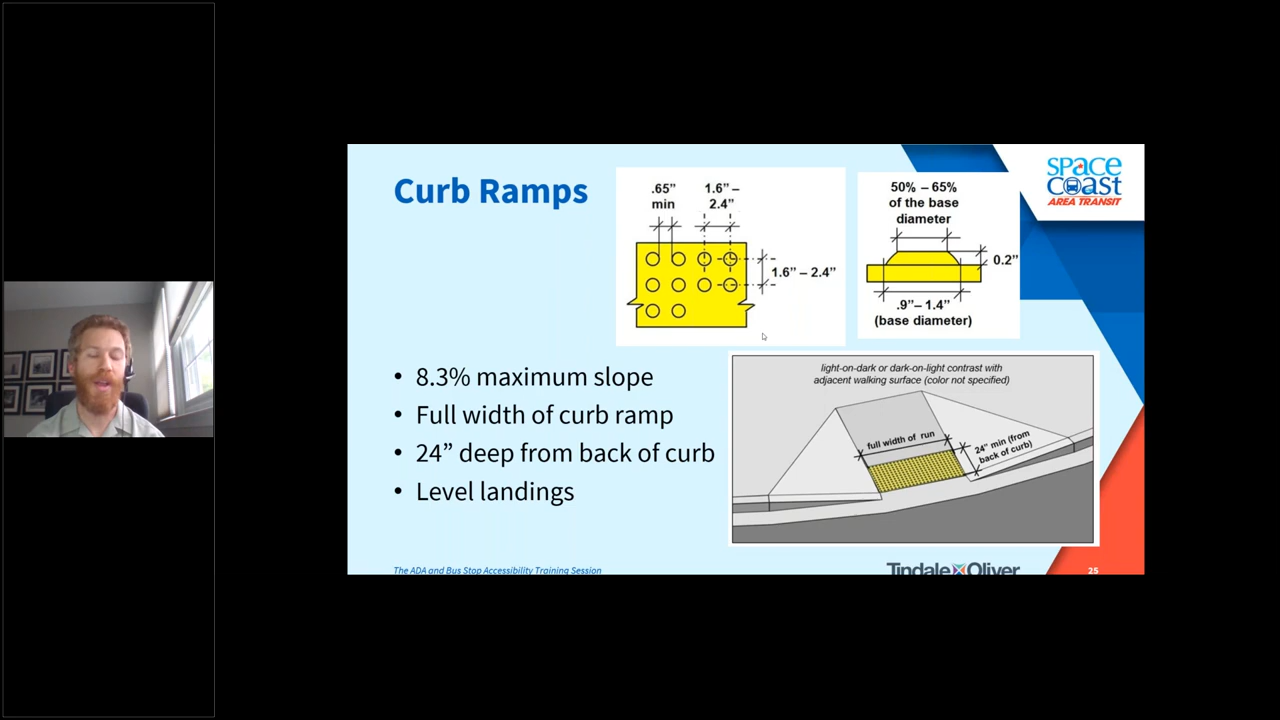 Curb Ramps
.65”
min
1.6” –
2.4”
1.6” – 2.4”
50% – 65%
of the base
diameter
0.2”
.9”– 1.4”
(base diameter)
space
coast
AREA TRANSIT
• 8.3% maximum slope
• Full width of curb ramp
• 24” deep from back of curb
• Level landings
light-on-dark or dark-on-light contrast with
adjacent walking surface (color not specified)
full width of run
24” min (from
back of curb)
The ADA and Bus Stop Accessibility Training Session
Tindale Oliver
25